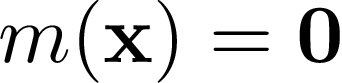 m(𝐱) = 𝟎